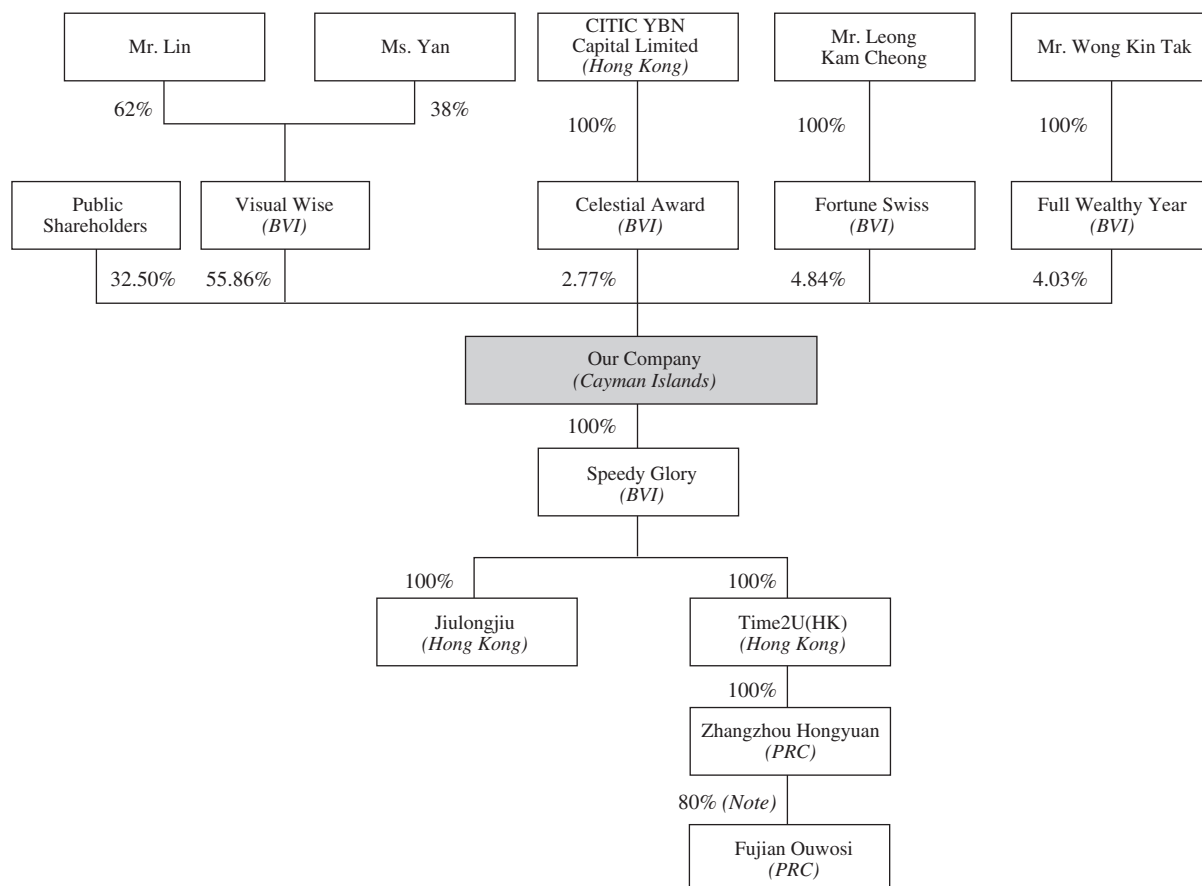 Mr. Lin
Ms. Yan
CITIC YBN
Capital Limited
(Hong Kong)
Mr. Leong
Kam Cheong
Mr. Wong Kin Tak
62%
38%
100%
100%
100%
Public
Shareholders
Visual Wise
(BVI)
Celestial Award
(BVI)
Fortune Swiss
(BVI)
Full Wealthy Year
(BVI)
32.50%
55.86%
2.77%
4.84%
4.03%
Our Company
(Cayman Islands)
100%
Speedy Glory
(BVI)
100%
100%
Jiulongjiu
(Hong Kong)
Time2U(HK)
(Hong Kong)
100%
Zhangzhou Hongyuan
(PRC)
80% (Note)
Fujian Ouwosi
(PRC)